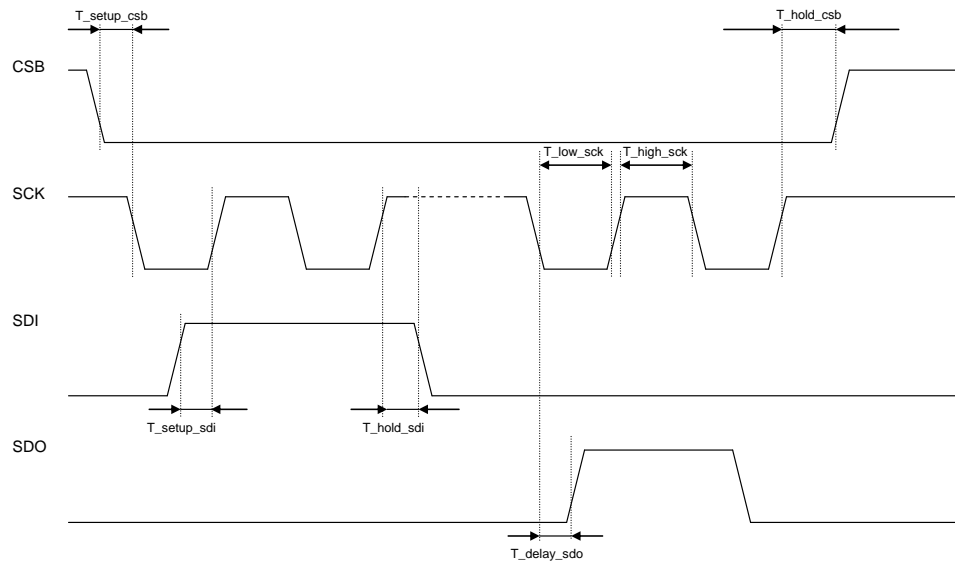 T_setup_csb
T_hold_csb
CSB
T_low_sck
T_high_sck
SCK
SDI
T_setup_sdi
T_hold_sdi
SDO
T_delay_sdo